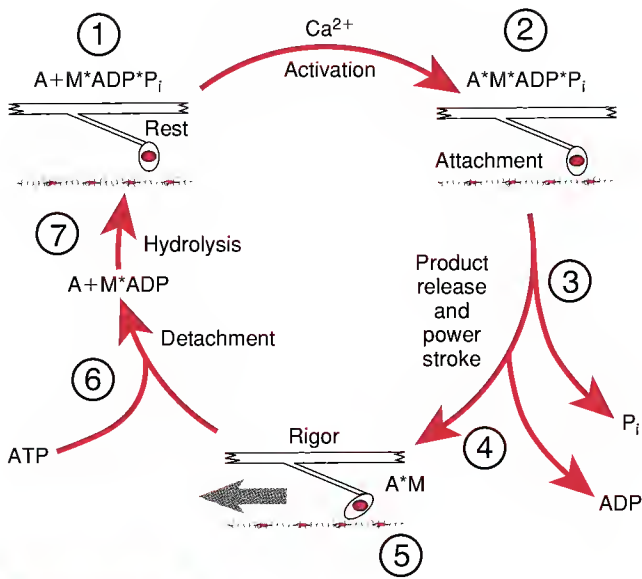 1
A+M*ADP*Pi
Rest
Ca2+
Activation
2
A*M*ADP*Pi
Attachment
3
Product
release
and
power
stroke
Pi
ADP
4
Rigor
A*M
5
6
Detachment
ATP
A+M*ADP
7
Hydrolysis